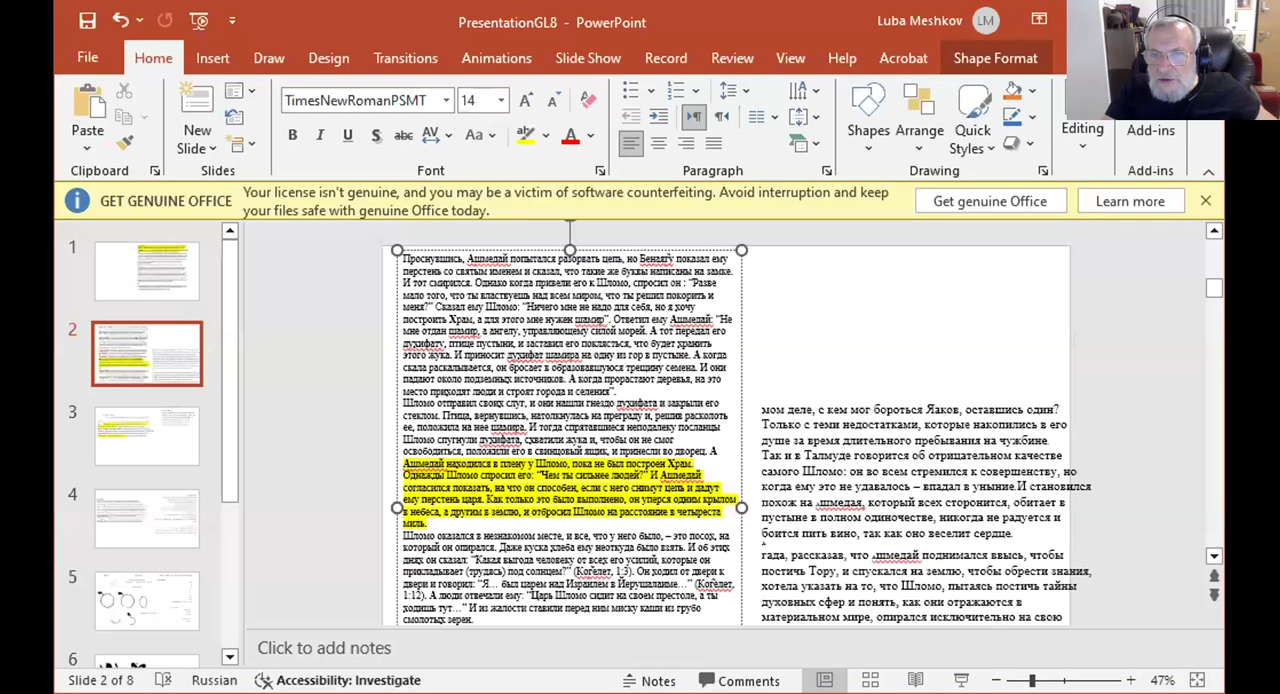 PresentationGL8 - PowerPoint
Luba Meshkov
LM
File
Home
Insert
Draw
Design
Transitions
Animations
Slide Show
Record
Review
View
Help
Acrobat
Shape Format
Paste
New
Slide
TimesNewRomanPSMT
14
B I U S abc AV Aa A
Shapes
Arrange
Quick
Styles
Editing
Add-ins
Clipboard
Slides
Font
Paragraph
Drawing
Add-ins
GET GENUINE OFFICE
Your license isn't genuine, and you may be a victim of software counterfeiting. Avoid interruption and keep
your files safe with genuine Office today.
Get genuine Office
Learn more
1
2
3
4
5
6
Проснувшись, Ашмедай попытался разорвать цепь, но Бенаягу показал ему
перстень со святым именем и сказал, что такие же буквы написаны на замке.
И тот смирился. Однако когда привели его к Шломо, спросил он : “Разве
мало того, что ты властвуешь над всем миром, что ты решил покорить и
меня?” Сказал ему Шломо: “Ничего мне не надо для себя, но я хочу
построить Храм, а для этого мне нужен шамир”. Ответил ему Ашмедай: “Не
мне отдан шамир, а ангелу, управляющему силой морей. А тот передал его
духифату, птице пустыни, и заставил его поклясться, что будет хранить
этого жука. И приносит духифат шамира на одну из гор в пустыне. А когда
скала раскалывается, он бросает в образовавшуюся трещину семена. И они
падают около подземных источников. А когда прорастают деревья, на это
место приходят люди и строят города и селения”.
Шломо отправил своих слуг, и они нашли гнездо духифата и закрыли его
стеклом. Птица, вернувшись, натолкнулась на преграду и, решив расколоть
ее, положила на нее шамира. И тогда спрятавшиеся неподалеку посланцы
Шломо спугнули духифата, схватили жука и, чтобы он не смог
освободиться, положили его в свинцовый ящик, и принесли во дворец. А
Ашмедай находился в плену у Шломо, пока не был построен Храм.
Однажды Шломо спросил его: “Чем ты сильнее людей?” И Ашмедай
согласился показать, на что он способен, если с него снимут цепь и дадут
ему перстень царя. Как только это было выполнено, он уперся одним крылом
в небеса, а другим в землю, и отбросил Шломо на расстояние в четыреста
миль.
Шломо оказался в незнакомом месте, и все, что у него было, – это посох, на
который он опирался. Даже куска хлеба ему неоткуда было взять. И об этих
днях он сказал: “Какая выгода человеку от всех его усилий, которые он
прикладывает (трудясь) под солнцем?” (Когелет, 1:3). Он ходил от двери к
двери и говорил: “Я… был царем над Израилем в Йерушалаиме…” (Когелет,
1:12). А люди отвечали ему: “Царь Шломо сидит на своем престоле, а ты
ходишь тут…” И из жалости ставили перед ним миску каши из грубо
смолотых зерен.
мом деле, с кем мог бороться Яаков, оставшись один?
Только с теми недостатками, которые накопились в его
душе за время длительного пребывания на чужбине.
Так и в Талмуде говорится об отрицательном качестве
самого Шломо: он во всем стремился к совершенству, но
когда ему это не удавалось – впадал в уныние.И становился
похож на .шмедая, который всех сторонится, обитает в
пустыне в полном одиночестве, никогда не радуется и
боится пить вино, так как оно веселит сердце.
гада, рассказав, что .шмедай поднимался ввысь, чтобы
постичь Тору, и спускался на землю, чтобы обрести знания,
хотела указать на то, что Шломо, пытаясь постичь тайны
духовных сфер и понять, как они отражаются в
материальном мире, опирался исключительно на свою
Click to add notes
Slide 2 of 8
Russian
Accessibility: Investigate
Notes
Comments
47%